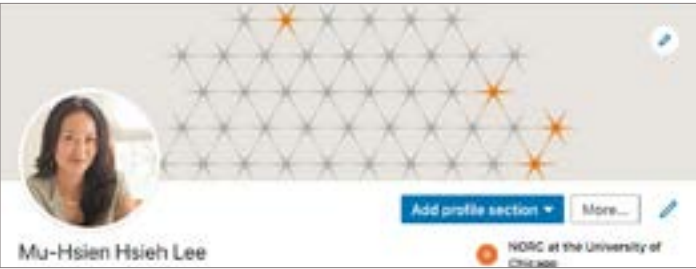 Add profile section
More...
Mu-Hsien Hsieh Lee
NORC at the University of
Chicago